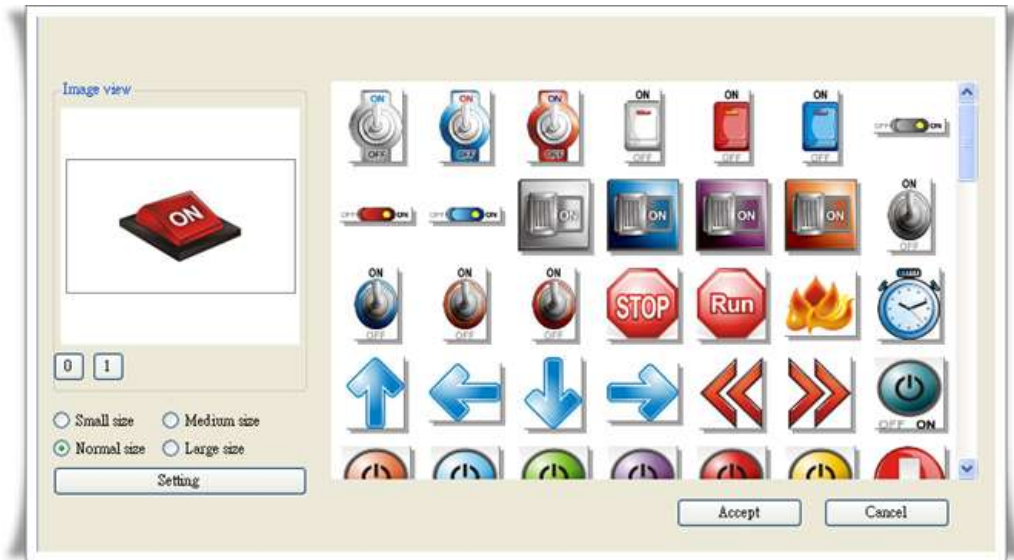 Image view
ON
0 1
Small size Medium size
Normal size Large size
Setting
ON ON ON ON ON ON OFF ON
OFF OFF OFF OFF OFF OFF
OFF ON OFF ON ON ON ON ON ON
OFF
ON ON ON STOP Run
OFF OFF OFF
OFF ON
Accept Cancel